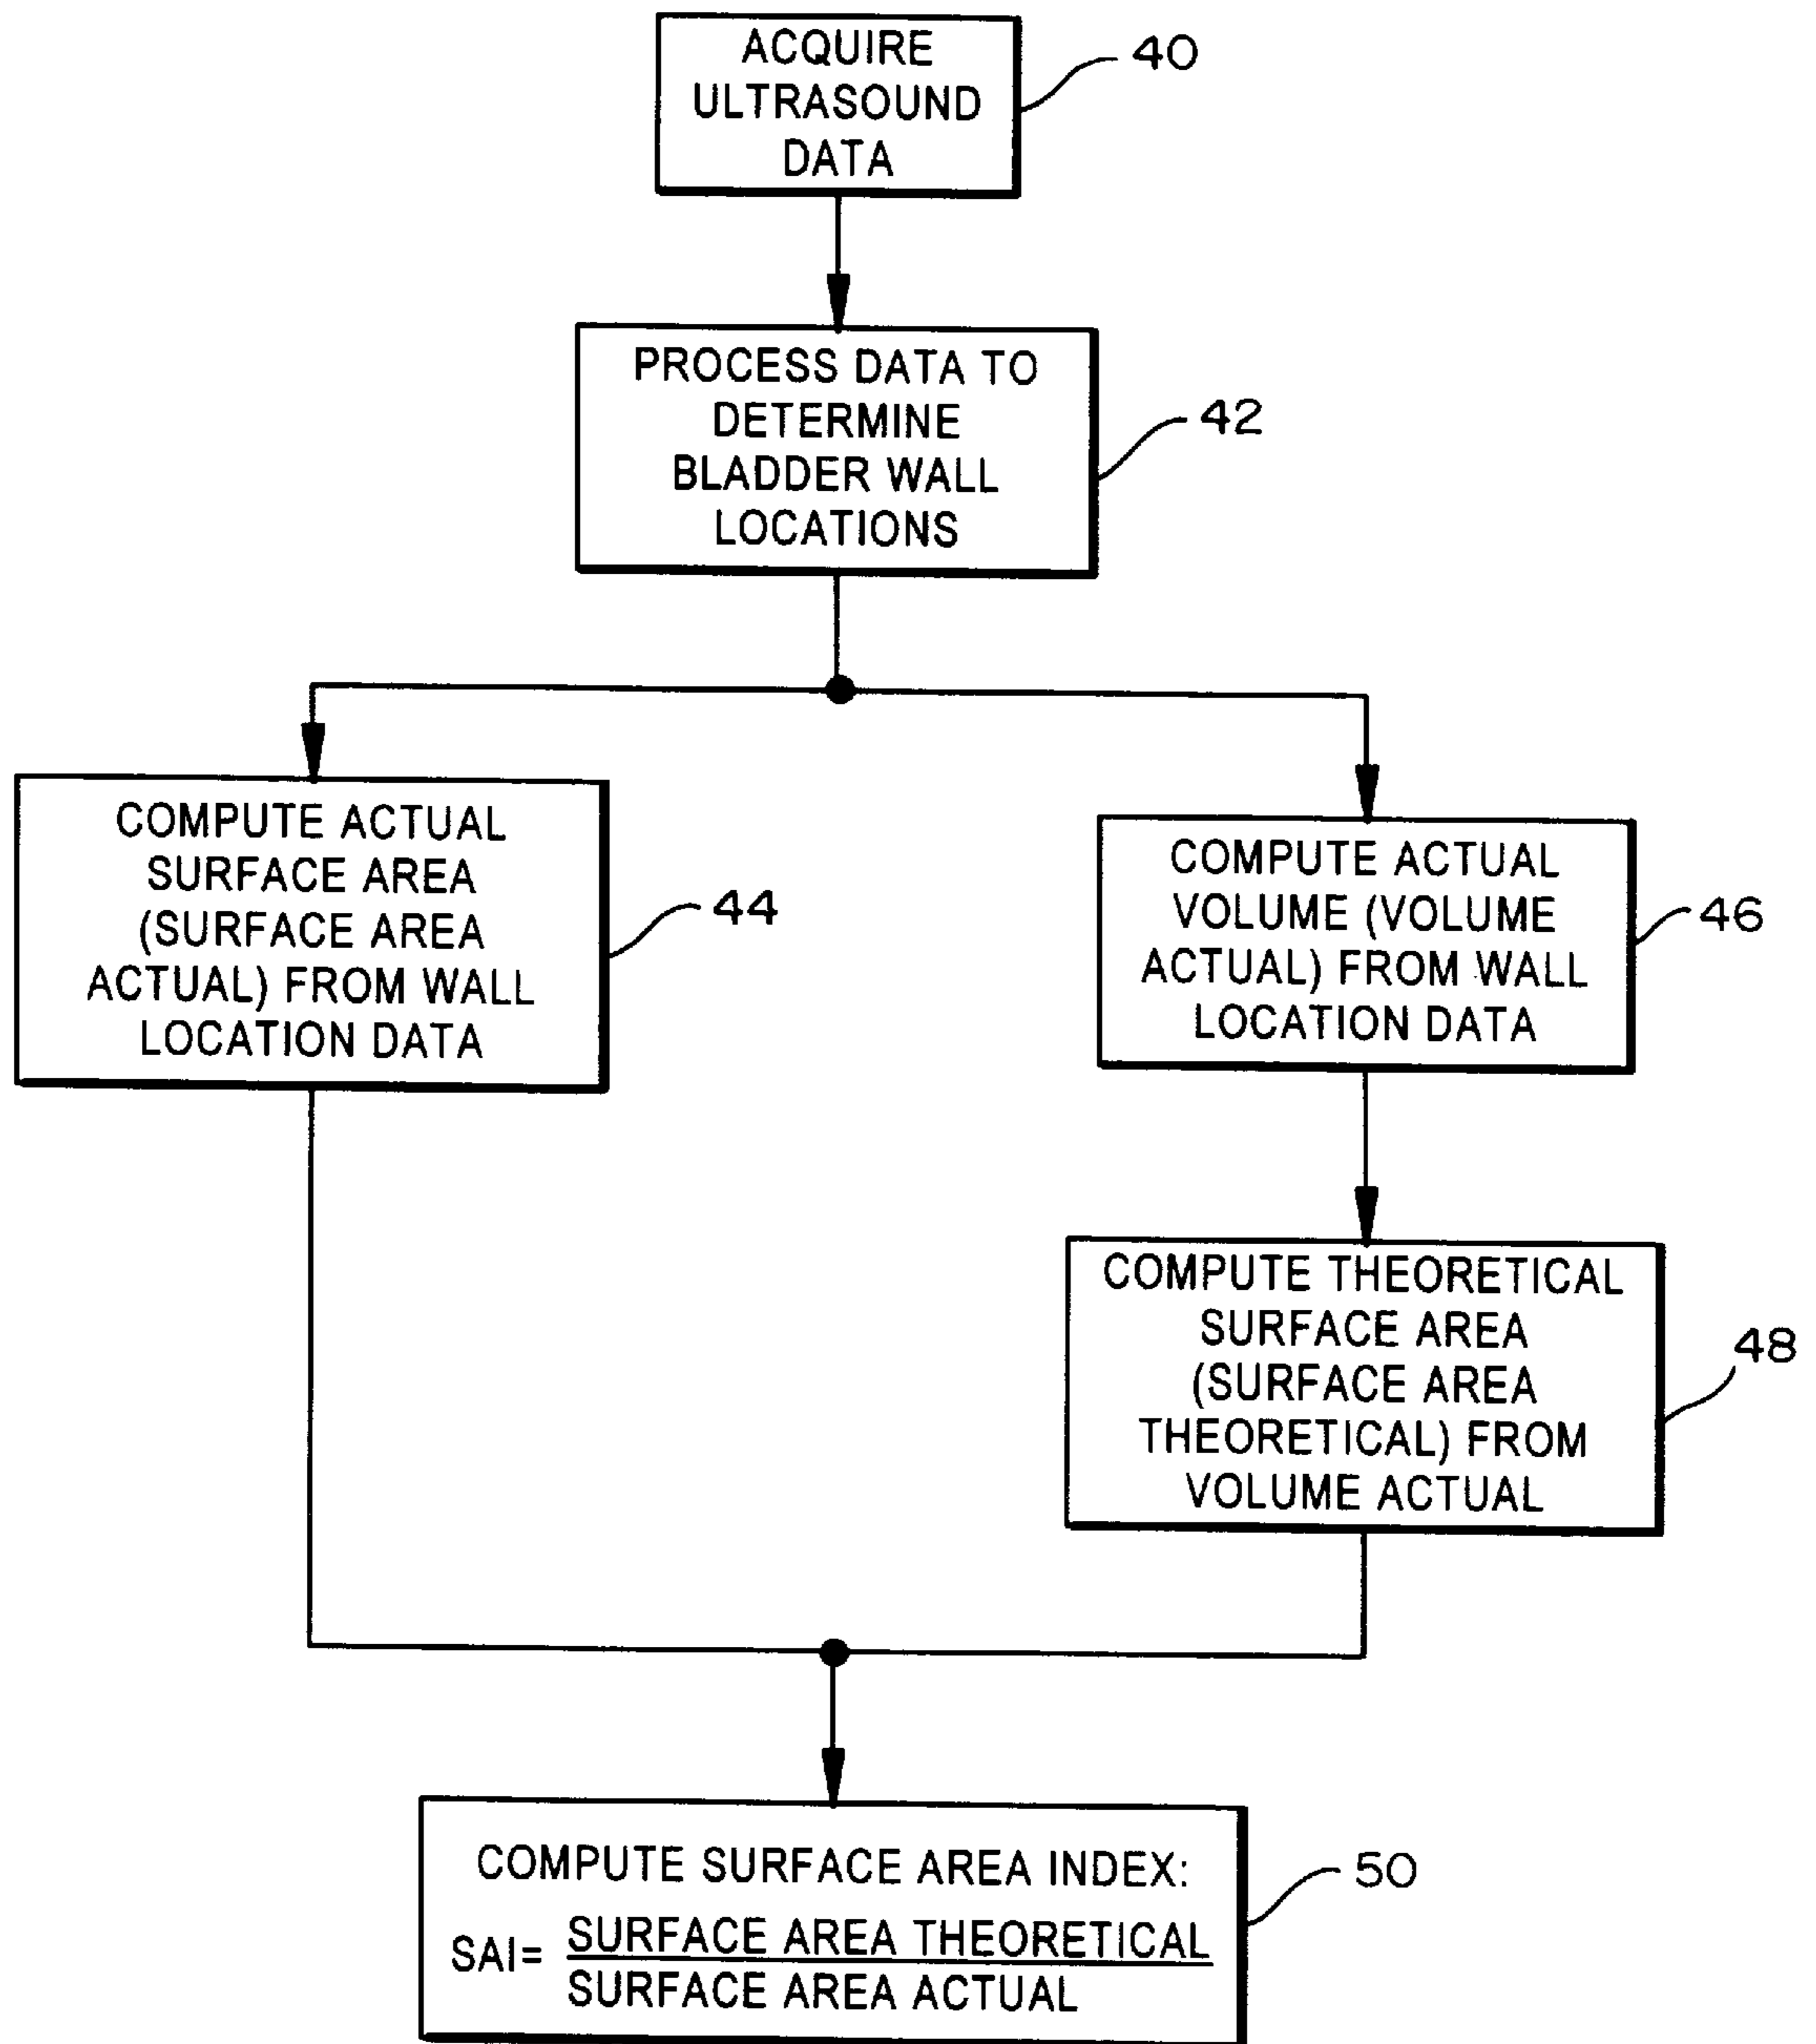 ACQUIRE
ULTRASOUND
DATA
40
PROCESS DATA TO
DETERMINE
BLADDER WALL
LOCATIONS
42
COMPUTE ACTUAL
SURFACE AREA
(SURFACE AREA
ACTUAL) FROM WALL
LOCATION DATA
44
COMPUTE ACTUAL
VOLUME (VOLUME
ACTUAL) FROM WALL
LOCATION DATA
46
COMPUTE THEORETICAL
SURFACE AREA
(SURFACE AREA
THEORETICAL) FROM
VOLUME ACTUAL
48
COMPUTE SURFACE AREA INDEX:
SAI= SURFACE AREA THEORETICAL
SURFACE AREA ACTUAL
50